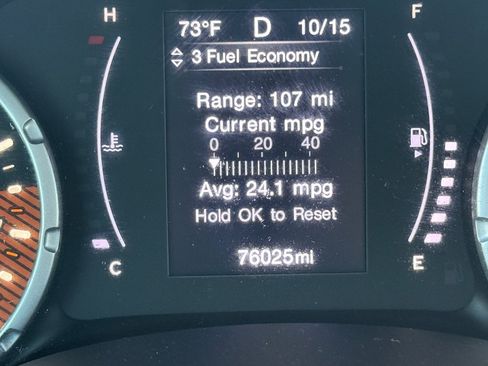 H
73°F D 10/15
F
3 Fuel Economy
Range: 107 mi
Current mpg
0 20 40
Avg: 24.1 mpg
Hold OK to Reset
C
76025mi
E